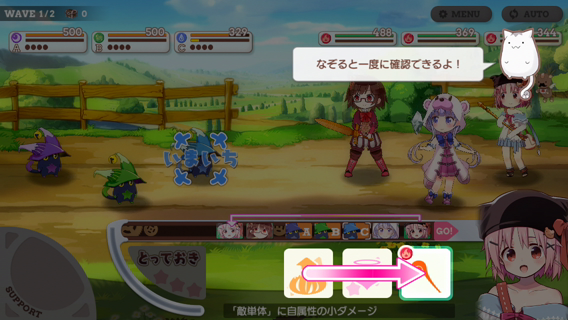 WAVE 1/2
0
MENU
AUTO
500
500
329
488
369
344
A
B
C
なぞると一度に確認できるよ！
いまいち
A
B
C
GO!
とっておき
SUPPORT
「敵単体」に自属性の小ダメージ